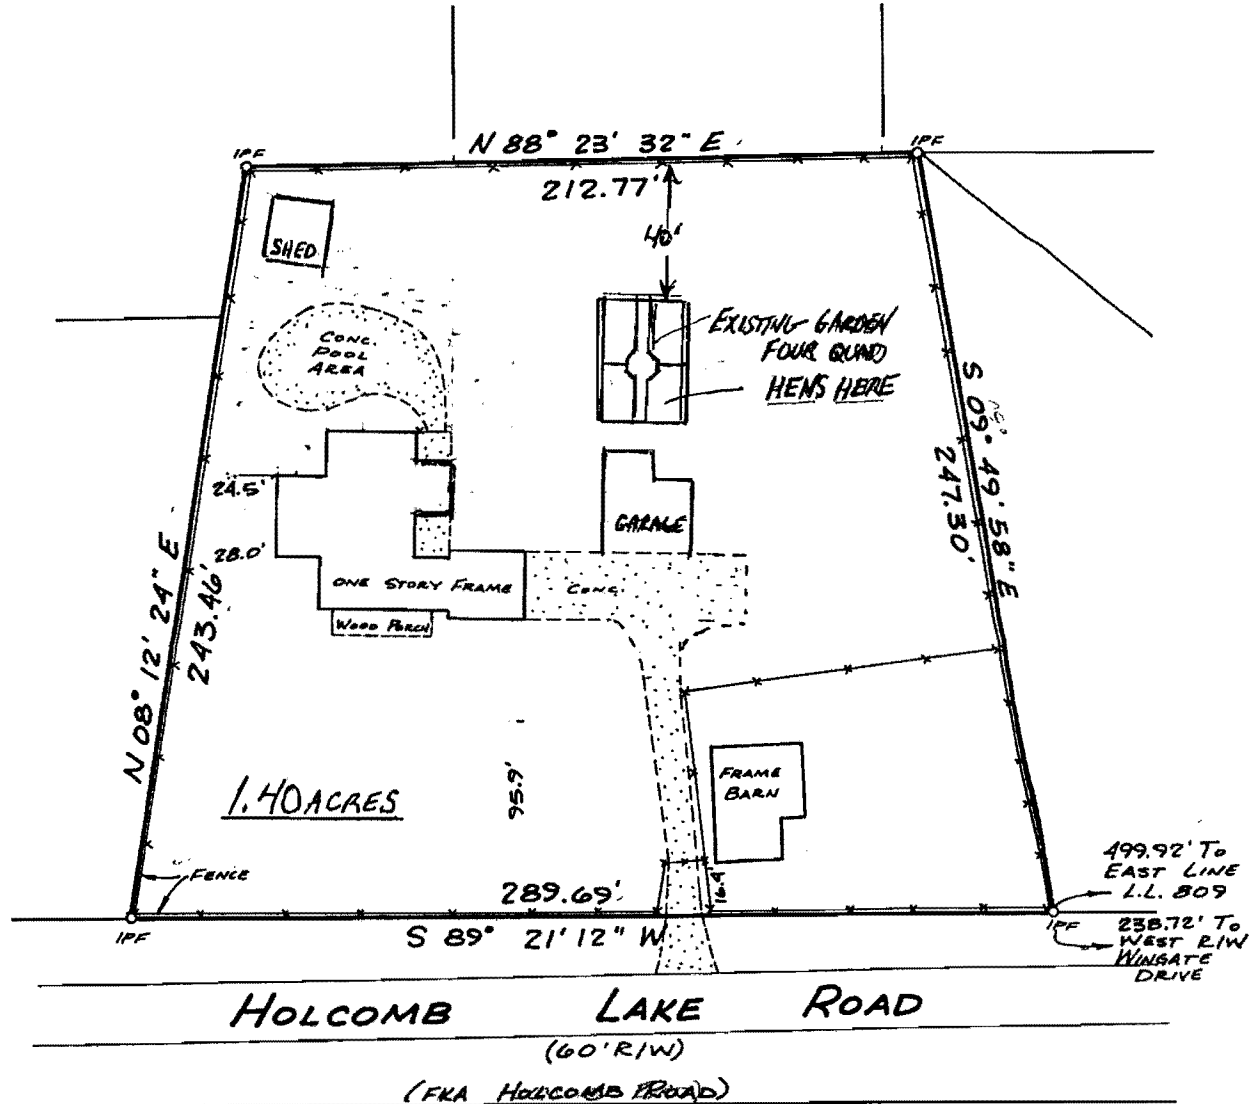 IPF
N 88° 23' 32" E
IPF
212.77'
40'
SHED
EXISTING GARDEN
FOUR QUAD
HENS HERE
CONC.
POOL
AREA
S 09° 49' 58" E
247.30'
24.5'
28.0'
GARAGE
ONE STORY FRAME
CONC.
WOOD PORCH
N 08° 12' 24" E
243.46'
FRAME
BARN
1.40 ACRES
95.9'
16.4'
FENCE
289.69'
499.92' TO
EAST LINE
L.L. 809
IPF
S 89° 21' 12" W
IPF
238.72' TO
WEST R/W
WINGATE
DRIVE
HOLCOMB LAKE ROAD
(60' R/W)
(FKA HOLCOMB ROAD)